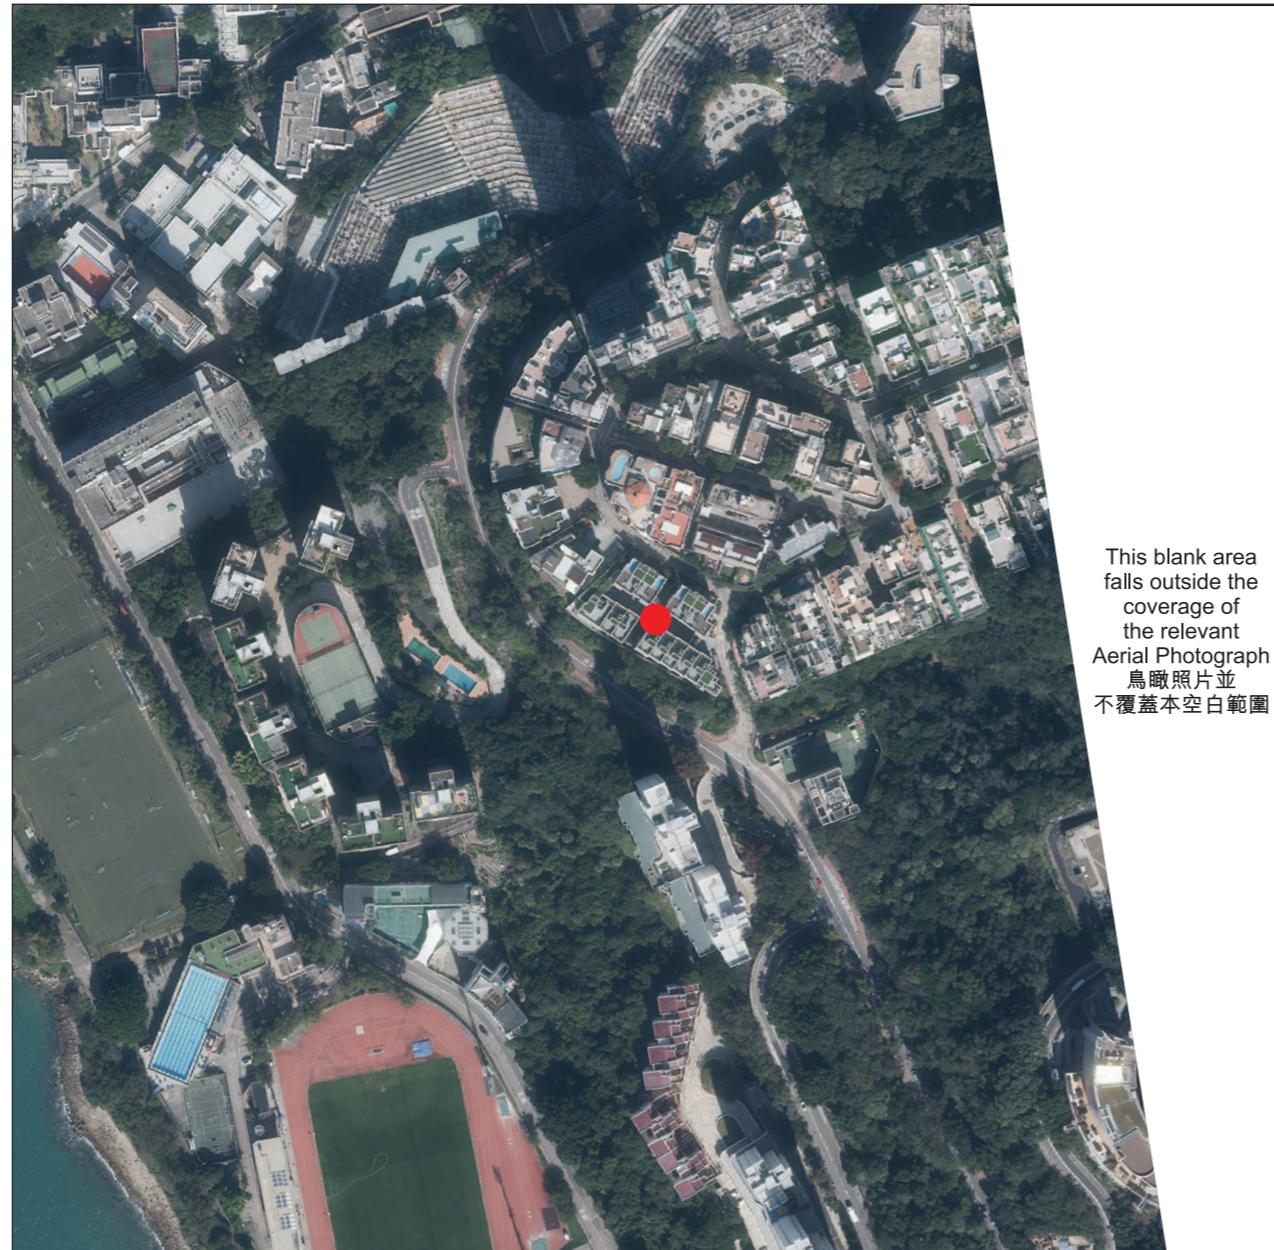 This blank area
falls outside the
coverage of
the relevant
Aerial Photograph
鳥瞰照片並
不覆蓋本空白範圍